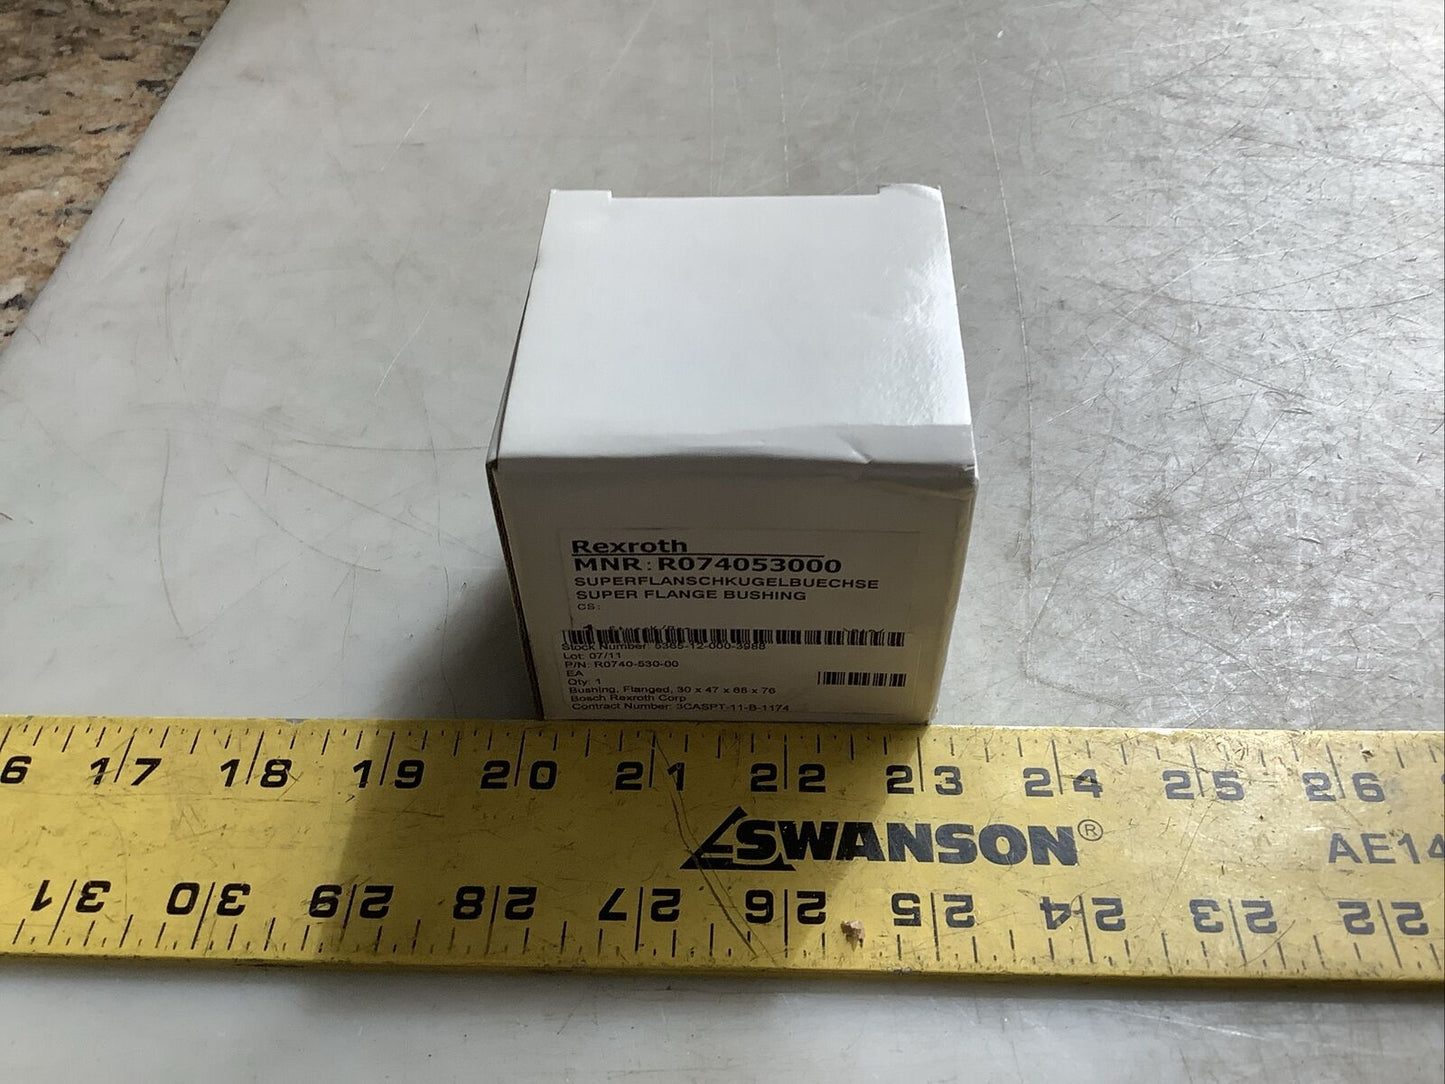 Rexroth
MNR: R074053000
SUPERFLANSCHKUGELBUECHSE
SUPER FLANGE BUSHING
CS:
Stock Number: 5365-12-000-3988
Lot: 07/11
P/N: R0740-530-00
EA
Qty: 1
Bushing, Flanged, 30 x 47 x 68 x 76
Bosch Rexroth Corp
Contract Number: 3CASPT-11-B-1174
6 17 18 19 20 21 22 23 24 25 26
SWANSON®
AE14
31 30 29 28 27 26 25 24 23 22